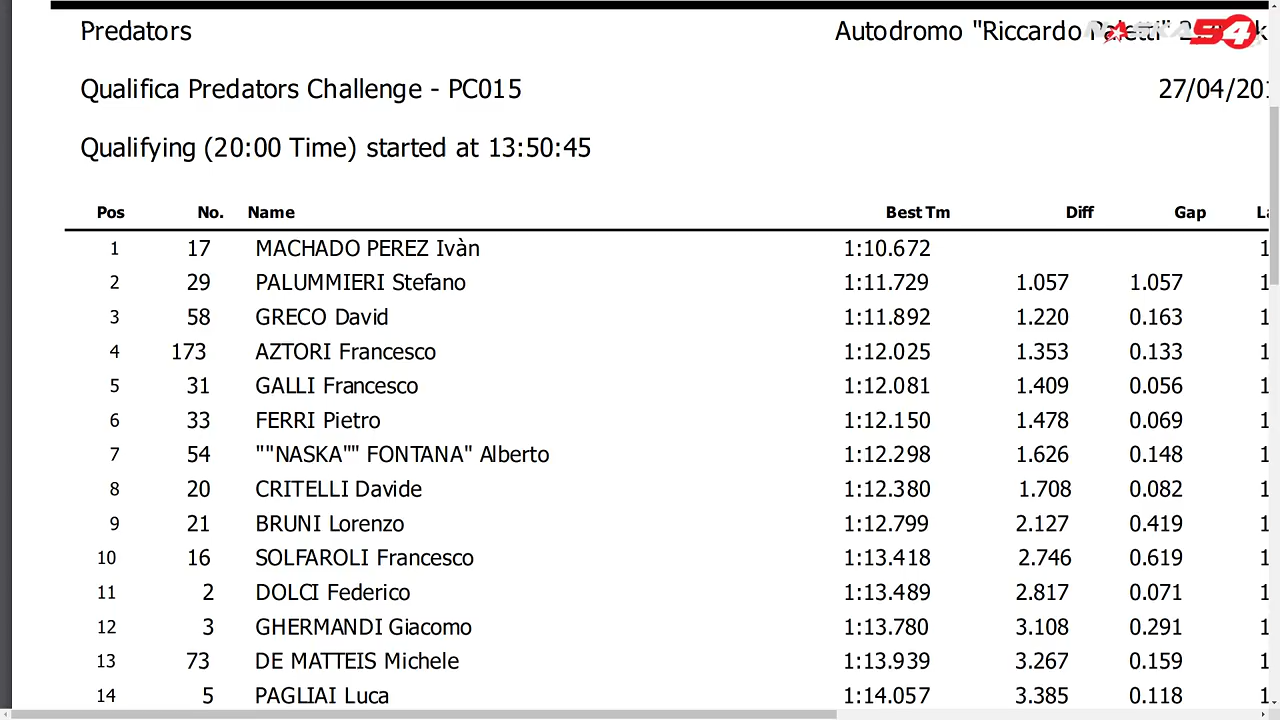 Predators
Autodromo "Riccardo Paletti"
Qualifica Predators Challenge - PC015
27/04/201
Qualifying (20:00 Time) started at 13:50:45
Pos No. Name Best Tm Diff Gap
1 17 MACHADO PEREZ Ivàn 1:10.672
2 29 PALUMMIERI Stefano 1:11.729 1.057 1.057
3 58 GRECO David 1:11.892 1.220 0.163
4 173 AZTORI Francesco 1:12.025 1.353 0.133
5 31 GALLI Francesco 1:12.081 1.409 0.056
6 33 FERRI Pietro 1:12.150 1.478 0.069
7 54 ""NASKA"" FONTANA" Alberto 1:12.298 1.626 0.148
8 20 CRITELLI Davide 1:12.380 1.708 0.082
9 21 BRUNI Lorenzo 1:12.799 2.127 0.419
10 16 SOLFAROLI Francesco 1:13.418 2.746 0.619
11 2 DOLCI Federico 1:13.489 2.817 0.071
12 3 GHERMANDI Giacomo 1:13.780 3.108 0.291
13 73 DE MATTEIS Michele 1:13.939 3.267 0.159
14 5 PAGLIAI Luca 1:14.057 3.385 0.118